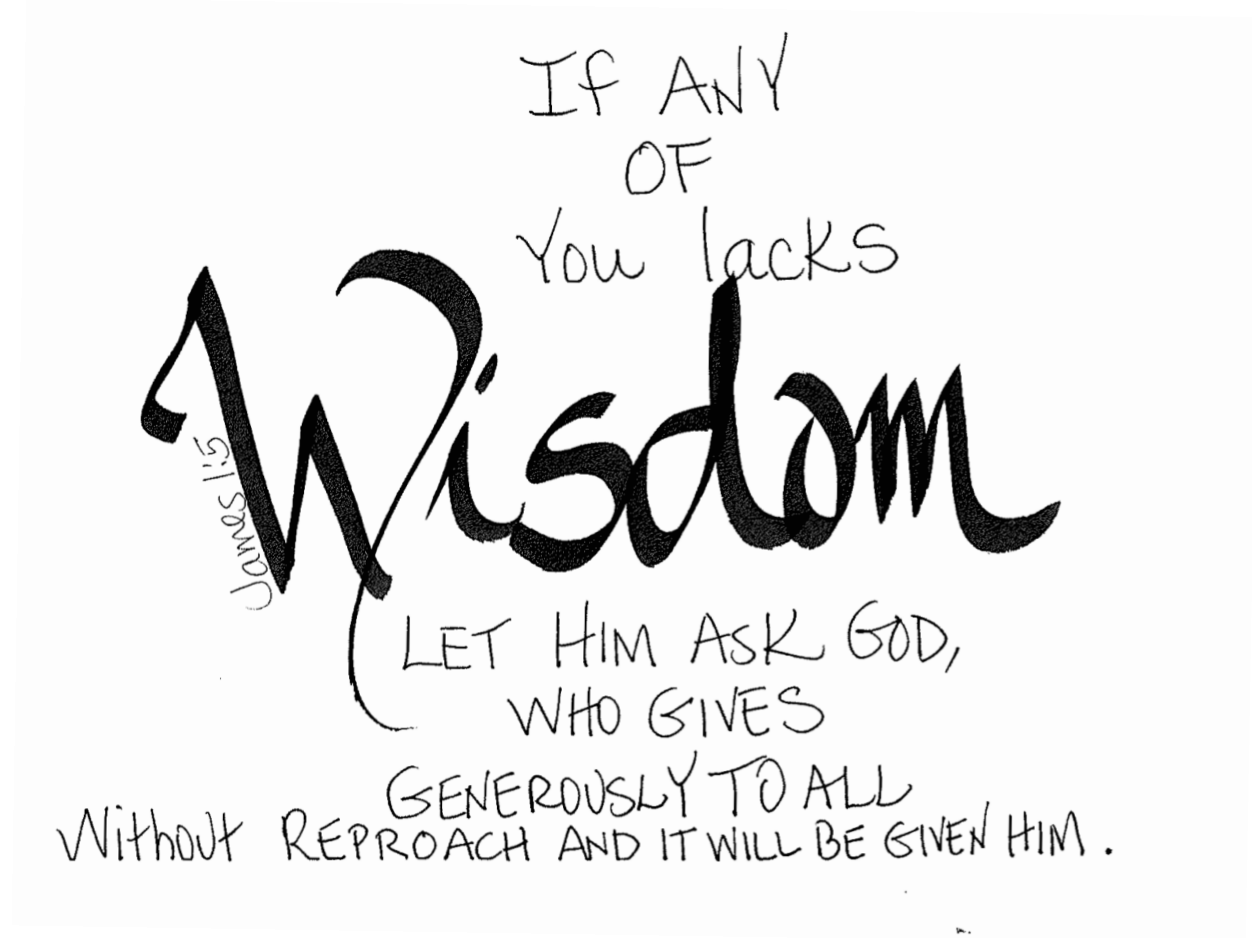 If ANY
OF
You lacks
Wisdom
James 1:5
LET HIM ASK GOD,
WHO GIVES
GENEROUSLY TO ALL
Without REPROACH AND IT WILL BE GIVEN HIM.